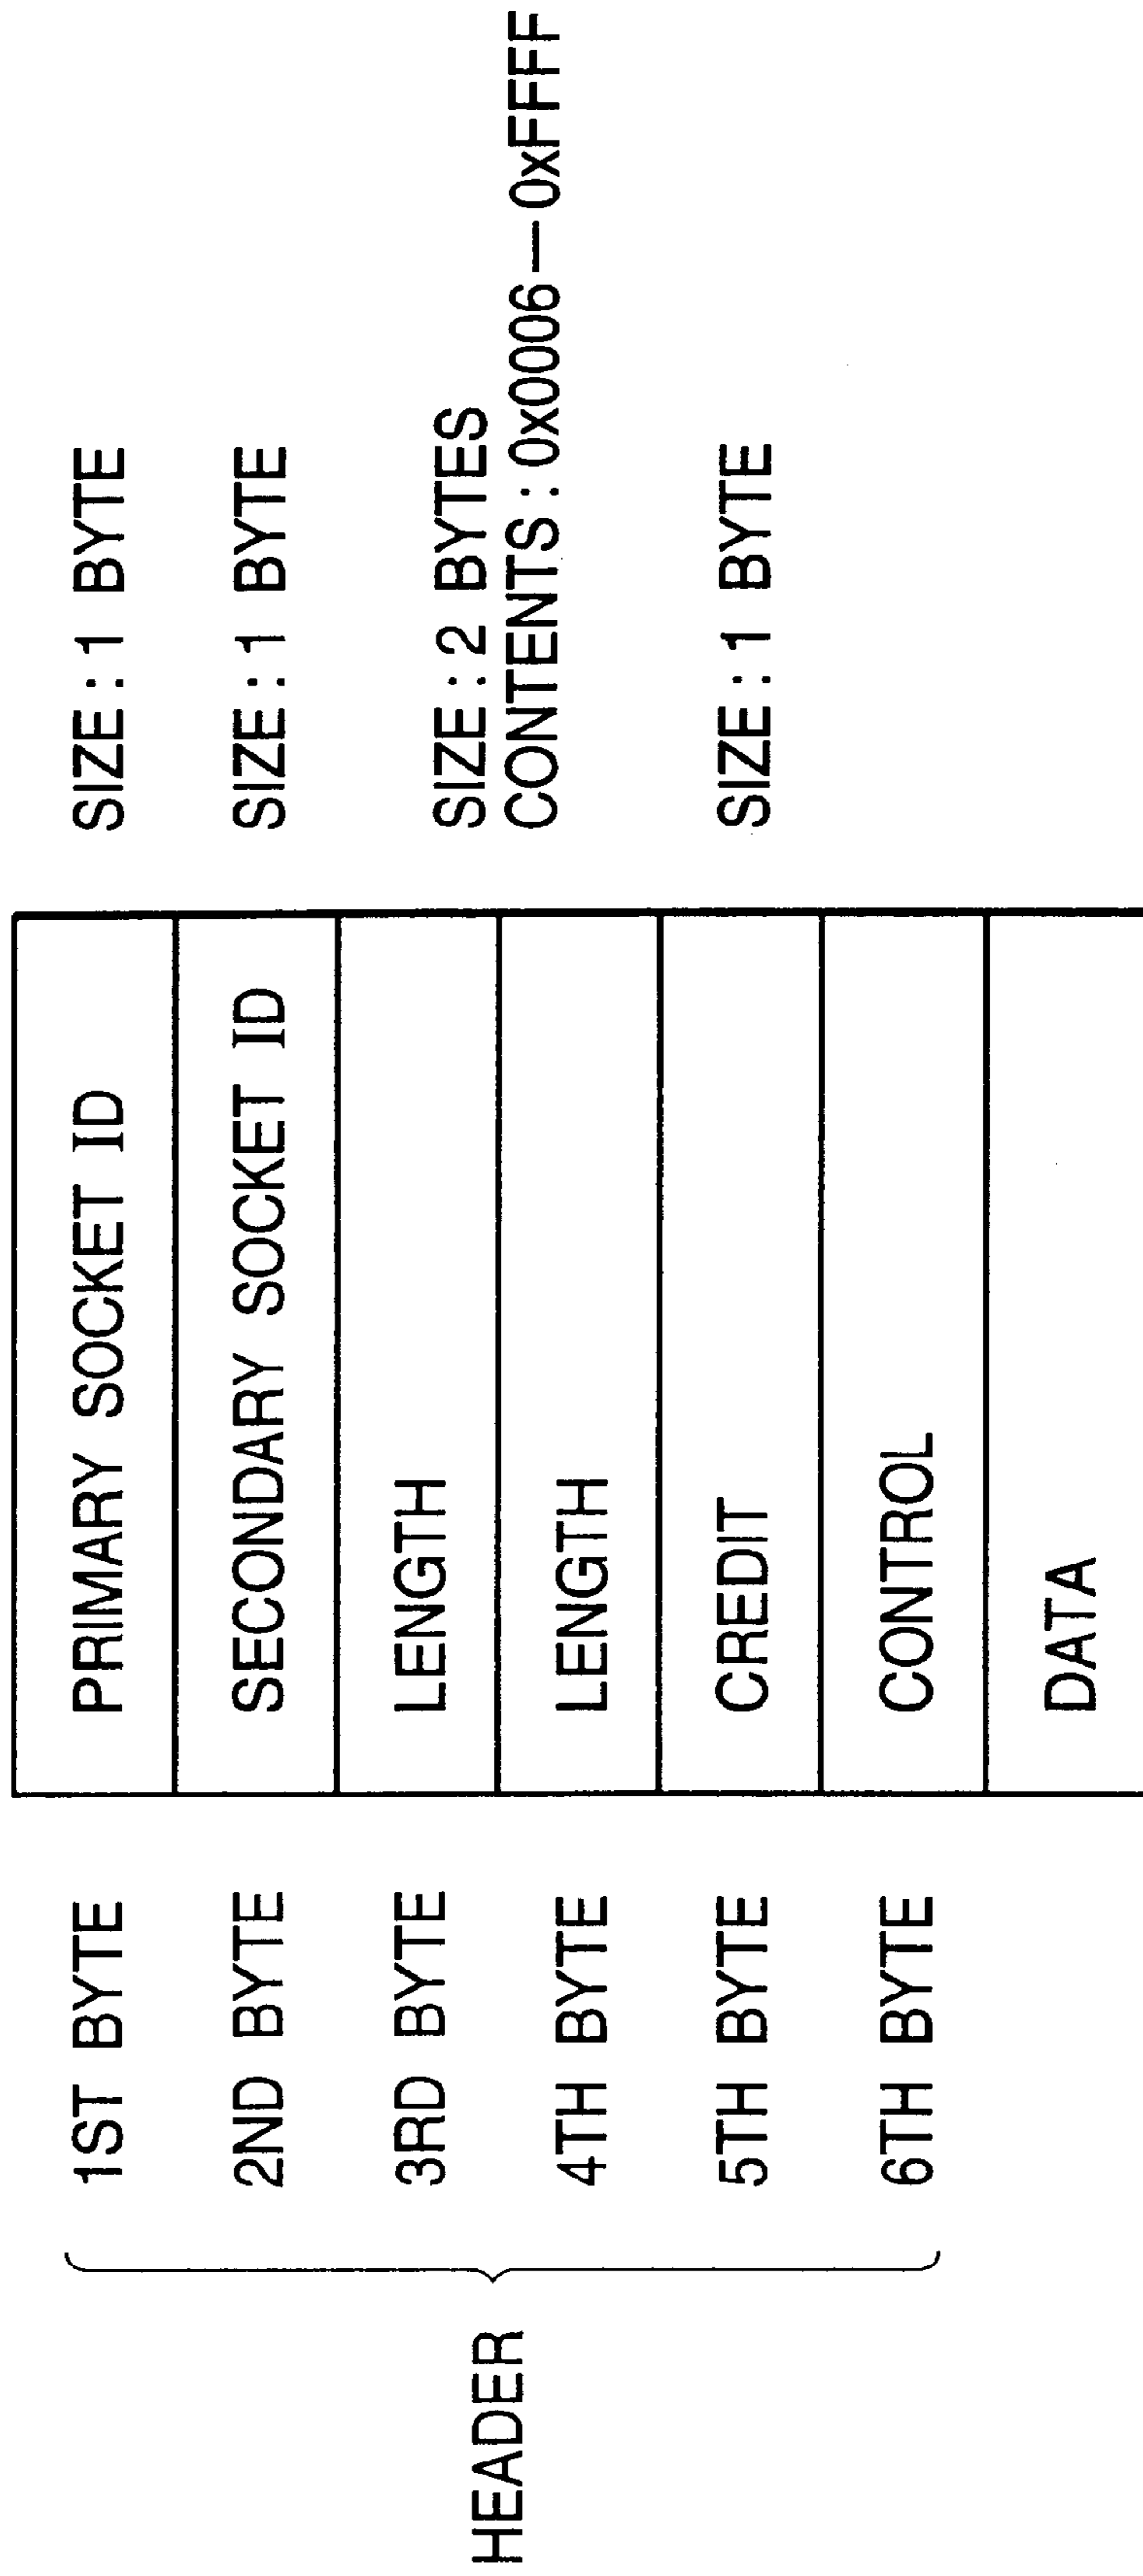 1ST BYTE PRIMARY SOCKET ID SIZE : 1 BYTE
2ND BYTE SECONDARY SOCKET ID SIZE : 1 BYTE
3RD BYTE LENGTH
SIZE : 2 BYTES
CONTENTS : 0x0006 — 0xFFFF
HEADER
4TH BYTE LENGTH
5TH BYTE CREDIT SIZE : 1 BYTE
6TH BYTE CONTROL
DATA